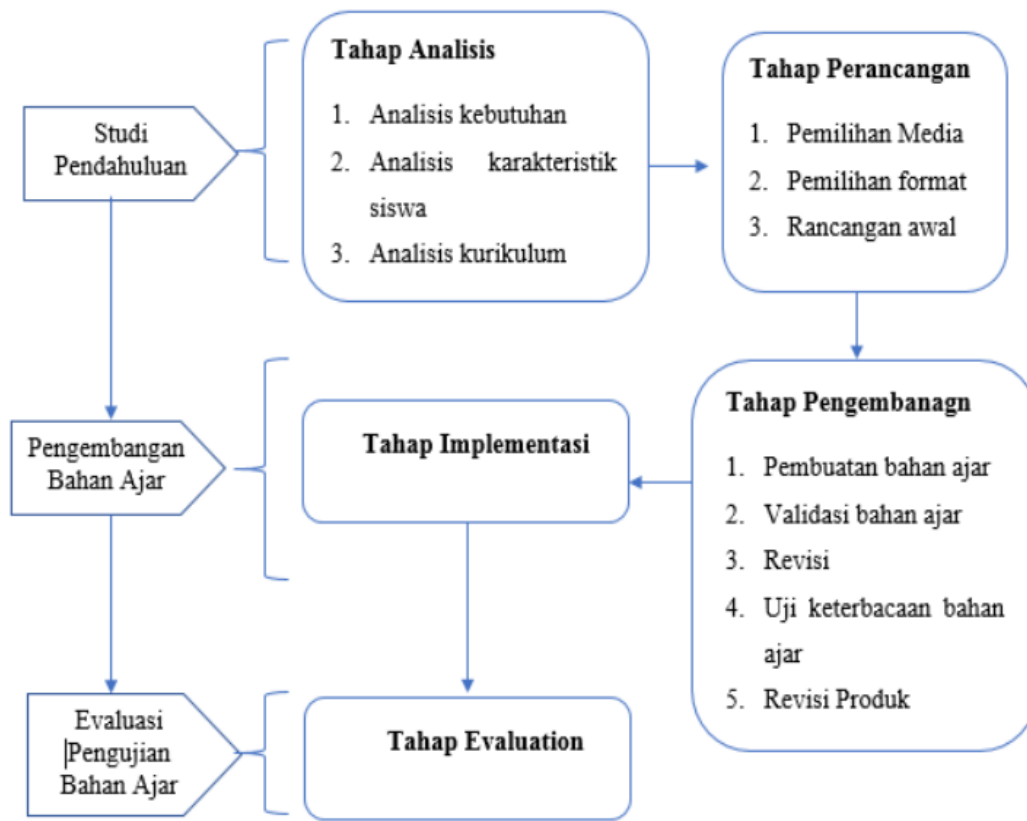 Studi
Pendahuluan
Tahap Analisis
1. Analisis kebutuhan
2. Analisis karakteristik
siswa
3. Analisis kurikulum
Tahap Perancangan
1. Pemilihan Media
2. Pemilihan format
3. Rancangan awal
Pengembangan
Bahan Ajar
Tahap Implementasi
Tahap Pengembanagn
1. Pembuatan bahan ajar
2. Validasi bahan ajar
3. Revisi
4. Uji keterbacaan bahan
ajar
5. Revisi Produk
Evaluasi
Pengujian
Bahan Ajar
Tahap Evaluation